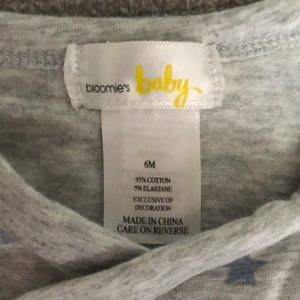 bloomie's baby
6M
95% COTTON
5% ELASTANE
EXCLUSIVE OF
DECORATION
MADE IN CHINA
CARE ON REVERSE